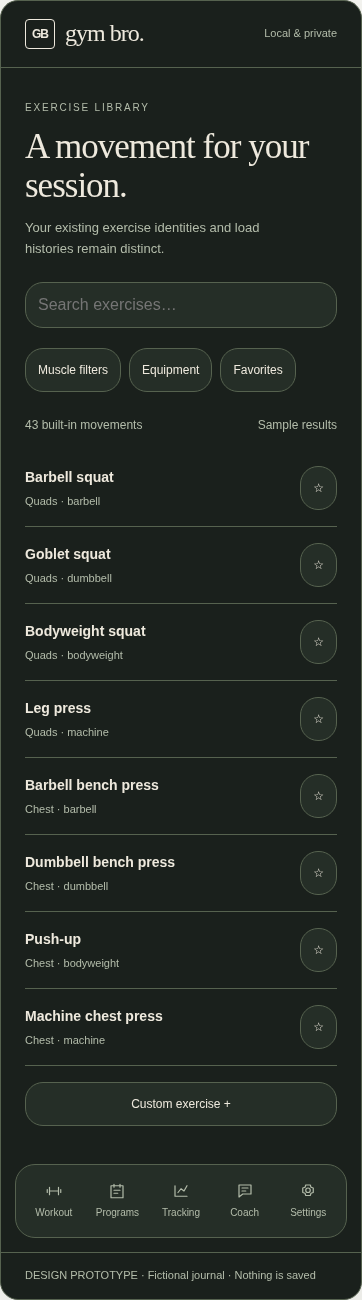 GB gym bro. Local & private
EXERCISE LIBRARY
A movement for your
session.
Your existing exercise identities and load
histories remain distinct.
Search exercises…
Muscle filters Equipment Favorites
43 built-in movements Sample results
Barbell squat
Quads · barbell
Goblet squat
Quads · dumbbell
Bodyweight squat
Quads · bodyweight
Leg press
Quads · machine
Barbell bench press
Chest · barbell
Dumbbell bench press
Chest · dumbbell
Push-up
Chest · bodyweight
Machine chest press
Chest · machine
Custom exercise +
Workout Programs Tracking Coach Settings
DESIGN PROTOTYPE · Fictional journal · Nothing is saved